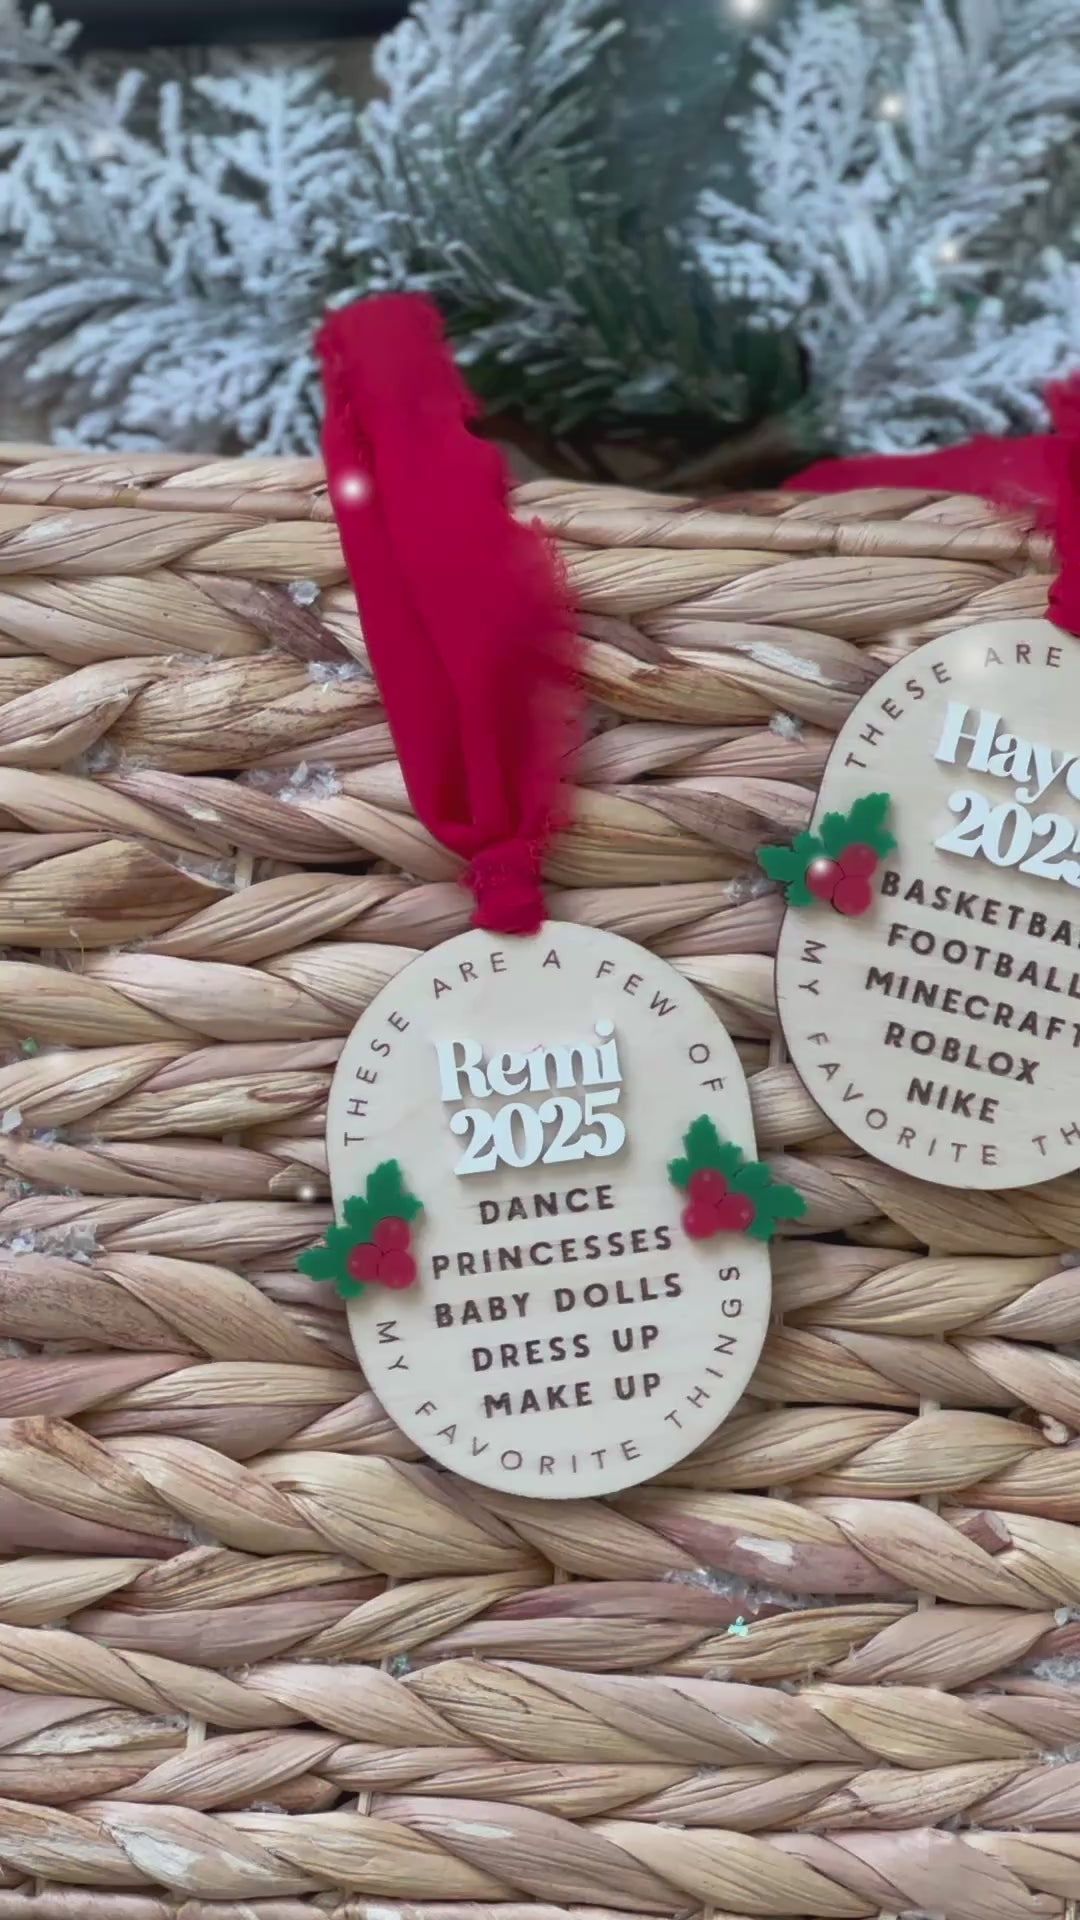 THESE ARE A FEW OF
Remi
2025
DANCE
PRINCESSES
BABY DOLLS
DRESS UP
MAKE UP
MY FAVORITE THINGS
THESE ARE
2025
FOOTBALL
MINECRAFT
ROBLOX
NIKE
MY FAVORITE